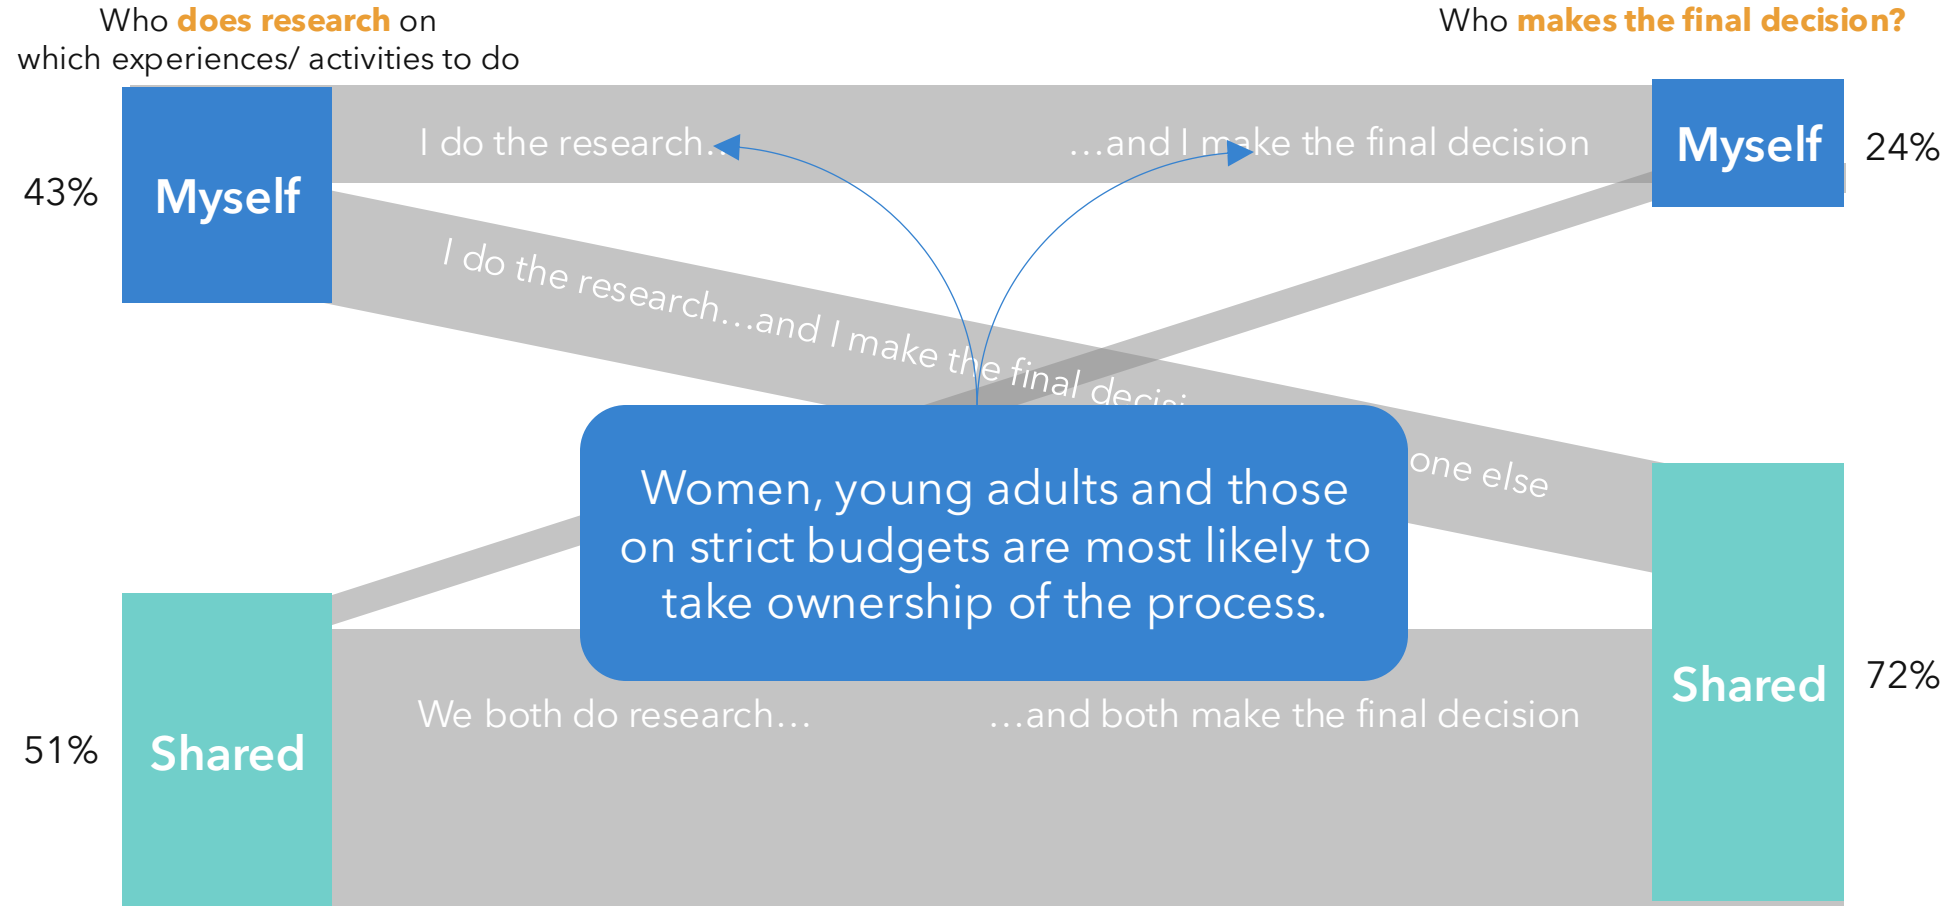 Who does research on
which experiences/ activities to do
Who makes the final decision?
I do the research…
…and I make the final decision
Myself
24%
43%
Myself
I do the research…and I make the final
one else
Women, young adults and those
on strict budgets are most likely to
take ownership of the process.
72%
Shared
We both do research…
…and both make the final decision
51%
Shared